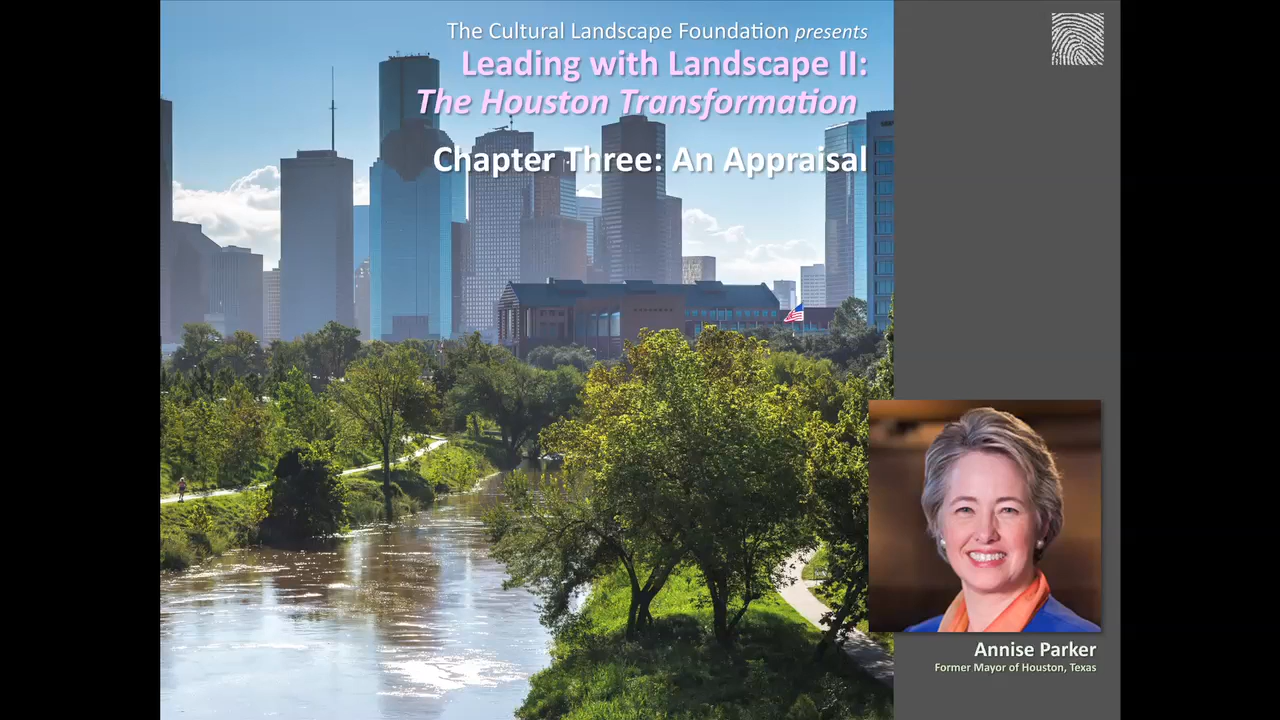 The Cultural Landscape Foundation presents
Leading with Landscape II:
The Houston Transformation
Chapter Three: An Appraisal
Annise Parker
Former Mayor of Houston, Texas